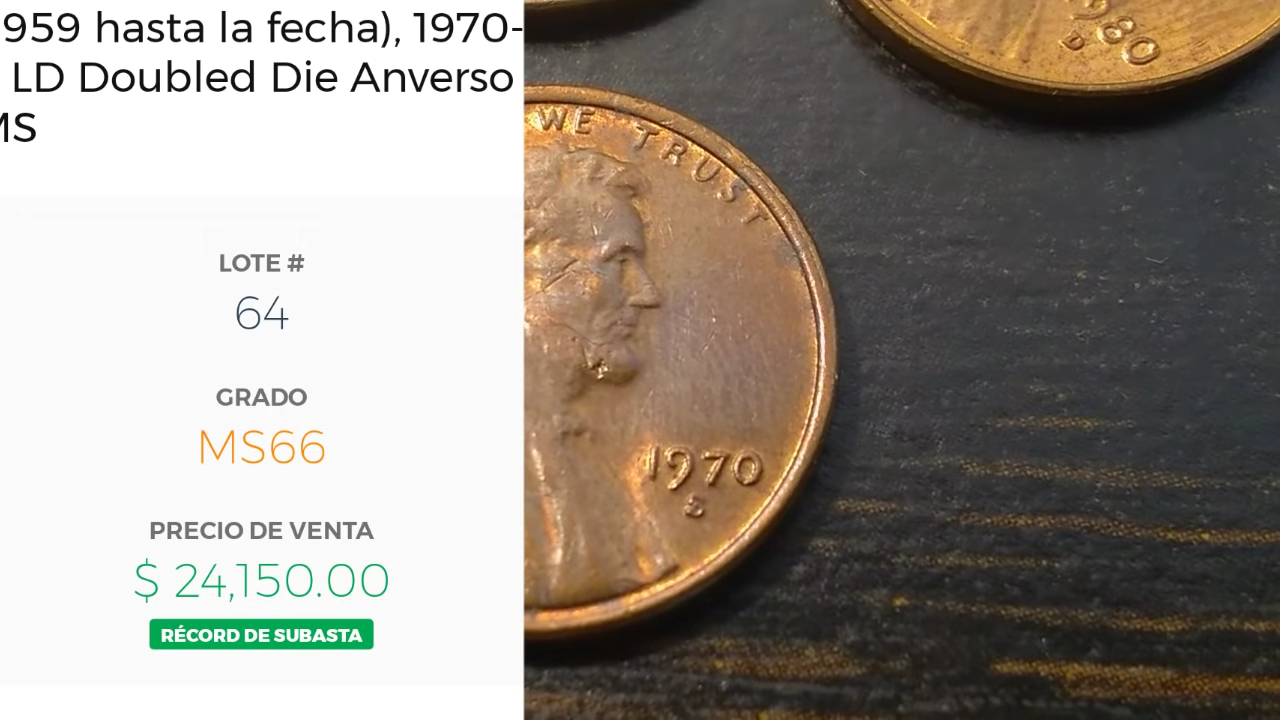 959 hasta la fecha), 1970-
LD Doubled Die Anverso
MS
LOTE #
64
GRADO
MS66
PRECIO DE VENTA
$ 24,150.00
RÉCORD DE SUBASTA
WE TRUST
1970
S
1980
D